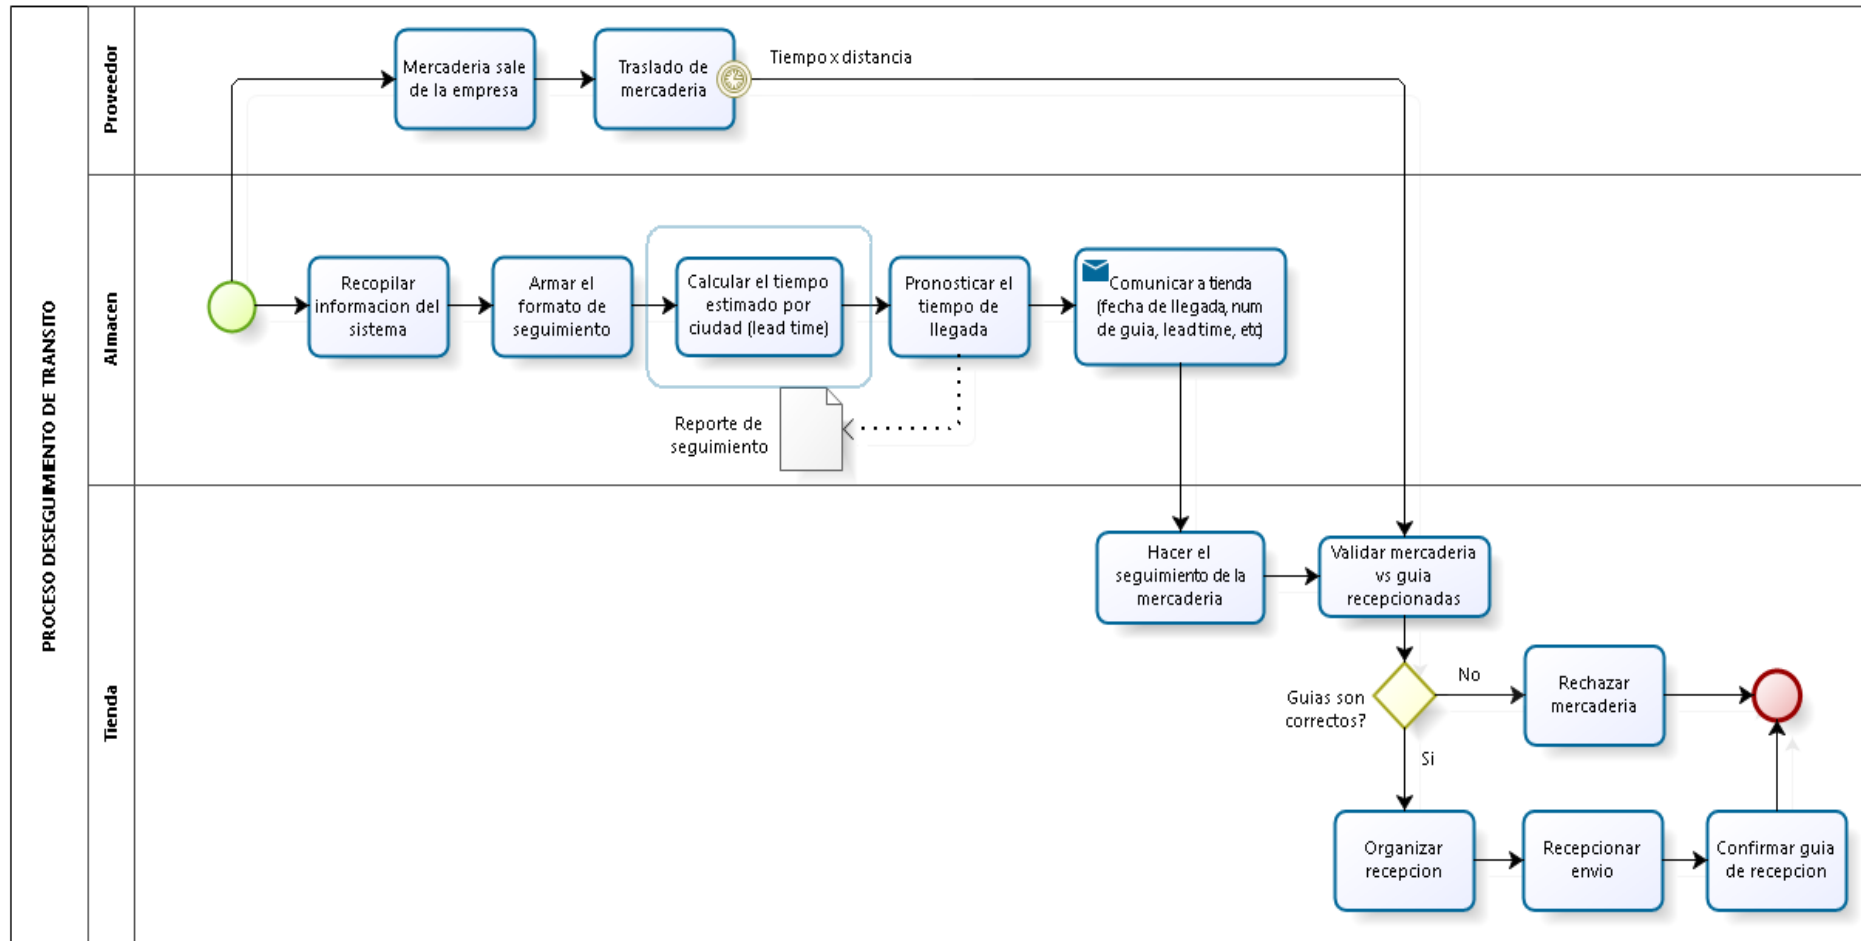 PROCESO DE SEGUIMIENTO DE TRANSITO
Proveedor
Mercaderia sale
de la empresa
Traslado de
mercaderia
Tiempo x distancia
Almacen
Recopilar
informacion del
sistema
Armar el
formato de
seguimiento
Calcular el tiempo
estimado por
ciudad (lead time)
Pronosticar el
tiempo de
llegada
Comunicar a tienda
(fecha de llegada, num
de guia, lead time, etc)
Reporte de
seguimiento
Tienda
Hacer el
seguimiento de la
mercaderia
Validar mercaderia
vs guia
recepcionadas
Guias son
correctos?
No
Rechazar
mercaderia
Si
Organizar
recepcion
Recepcionar
envio
Confirmar guia
de recepcion